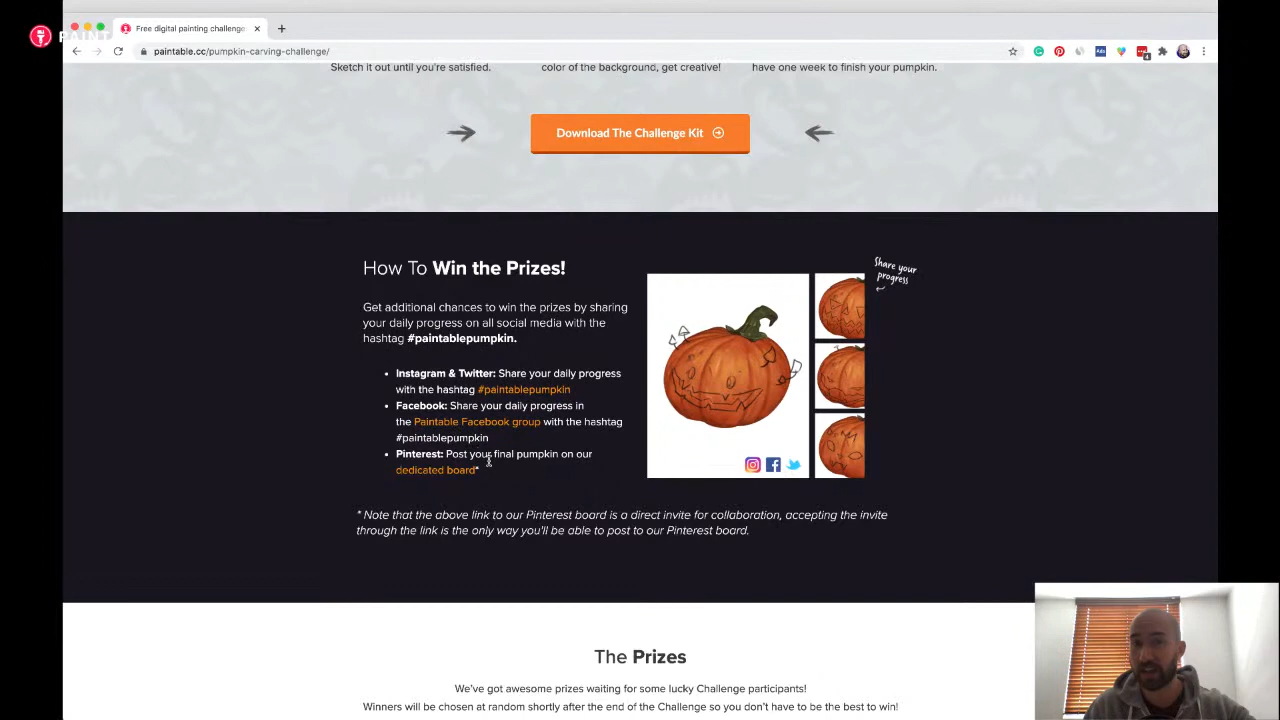 Free digital painting challenge
PAINT
paintable.cc/pumpkin-carving-challenge/
Sketch it out until you're satisfied.
color of the background, get creative!
have one week to finish your pumpkin.
Download The Challenge Kit
How To Win the Prizes!
Share your
progress
Get additional chances to win the prizes by sharing
your daily progress on all social media with the
hashtag #paintablepumpkin.
• Instagram & Twitter: Share your daily progress
with the hashtag #paintablepumpkin
• Facebook: Share your daily progress in
the Paintable Facebook group with the hashtag
#paintablepumpkin
• Pinterest: Post your final pumpkin on our
dedicated board*
* Note that the above link to our Pinterest board is a direct invite for collaboration, accepting the invite
through the link is the only way you'll be able to post to our Pinterest board.
The Prizes
We've got awesome prizes waiting for some lucky Challenge participants.
Winners will be chosen at random shortly after the end of the Challenge so you don't have to be the best to win!